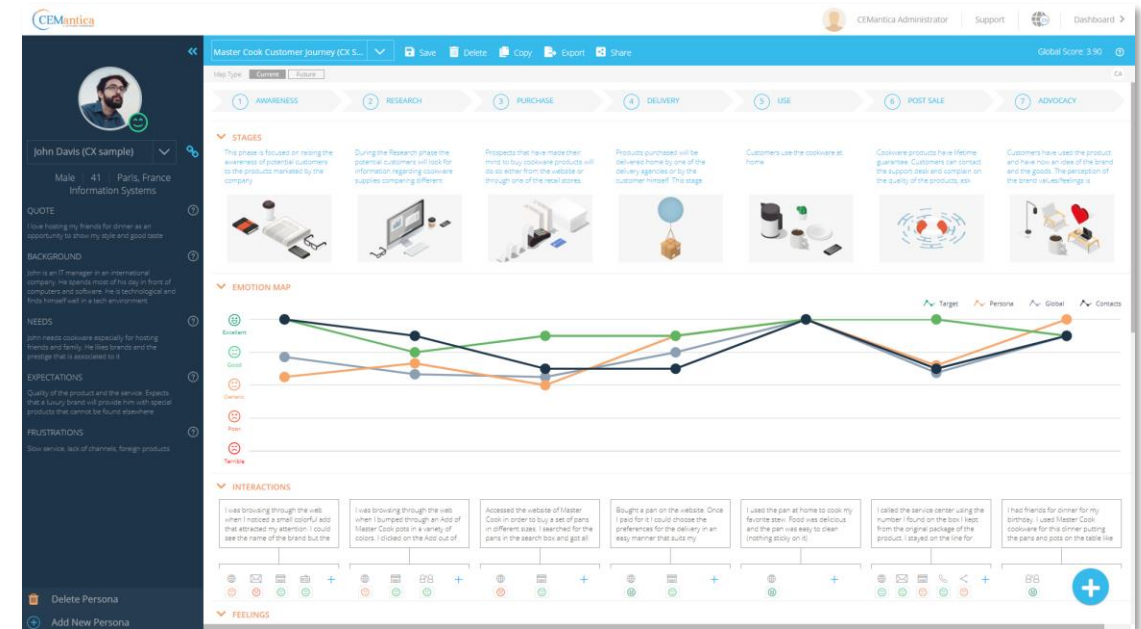 CEMantica
CEMantica Administrator
Support
Dashboard
Master Cook Customer Journey (CX S...
Save
Delete
Copy
Export
Share
Global Score: 3.90
Map Type:
Current
Future
CA
John Davis (CX sample)
Male | 41 | Paris, France
Information Systems
QUOTE
I love hosting my friends for dinner as an
opportunity to show my style and good taste
BACKGROUND
John is an IT manager in an international
company. He spends most of his day in front of
computers and software. He is technological and
finds himself well in a tech environment
NEEDS
John needs cookware especially for hosting
friends and family. He likes brands and the
prestige that is associated to it
EXPECTATIONS
Quality of the product and the service. Expects
that a luxury brand will provide him with special
products that cannot be found elsewhere
FRUSTRATIONS
Slow service, lack of channels, foreign products
Delete Persona
Add New Persona
1 AWARENESS
2 RESEARCH
3 PURCHASE
4 DELIVERY
5 USE
6 POST SALE
7 ADVOCACY
STAGES
This phase is focused on raising the
awareness of potential customers
to the products marketed by the
company
During the Research phase the
potential customers will look for
information regarding cookware
supplies comparing different
Prospects that have made their
mind to buy cookware products will
do so either from the website or
through one of the retail stores
Products purchased will be
delivered home by one of the
delivery agencies or by the
customer himself. This stage
Customers use the cookware at
home
Cookware products have lifetime
guarantee. Customers can contact
the support desk and complain on
the quality of the products, ask
Customers have used the product
and have now an idea of the brand
and the goods. The perception of
the brand values/feelings is
EMOTION MAP
Target
Persona
Global
Contacts
Excellent
Good
Generic
Poor
Terrible
INTERACTIONS
I was browsing through the web
when I noticed a small colorful add
that attracted my attention. I could
see the name of the brand but the
I was browsing through the web
when I bumped through an Add of
Master Cook pots in a variety of
colors. I clicked on the Add out of
Accessed the website of Master
Cook in order to buy a set of pans
in different sizes. I searched for the
pans in the search box and got all
Bought a pan on the website. Once
I paid for it I could choose the
preferences for the delivery in an
easy manner that suits my
I used the pan at home to cook my
favorite stew. Food was delicious
and the pan was easy to clean
(nothing sticky on it)
I called the service center using the
number I found on the box I kept
from the original package of the
product. I stayed on the line for
I had friends for dinner for my
birthday. I used Master Cook
cookware for this dinner putting
the pans and pots on the table like
FEELINGS